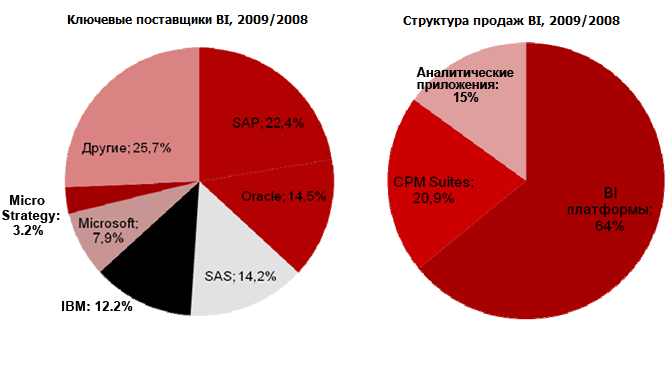 Ключевые поставщики BI, 2009/2008
SAP; 22,4%
Oracle; 14,5%
SAS; 14,2%
IBM: 12.2%
Microsoft;
7,9%
Micro
Strategy:
3.2%
Другие; 25,7%
Структура продаж BI, 2009/2008
Аналитические
приложения:
15%
CPM Suites;
20,9%
BI
платформы;
64%